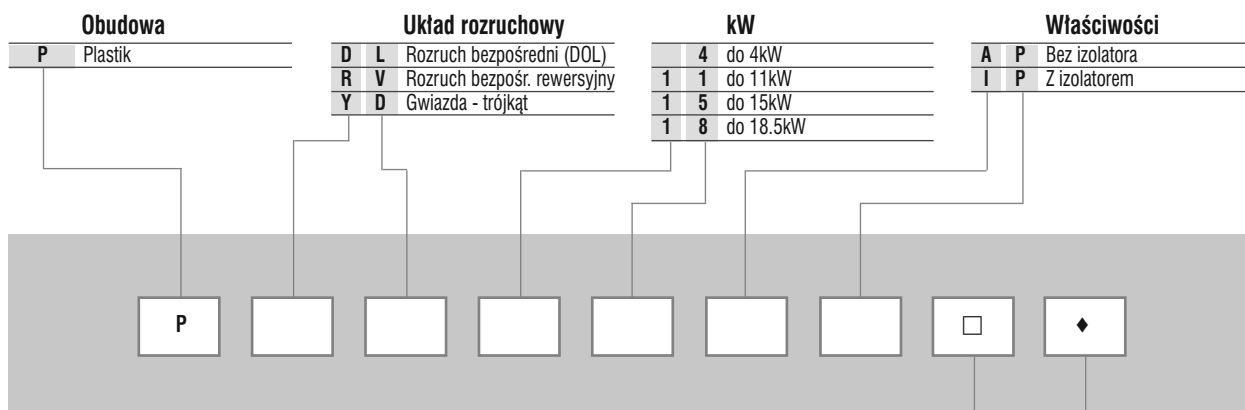 Obudowa
P Plastik
Układ rozruchowy
D L Rozruch bezpośredni (DOL)
R V Rozruch bezpośr. rewersyjny
Y D Gwiazda - trójkąt
kW
4 do 4kW
1 1 do 11kW
1 5 do 15kW
1 8 do 18.5kW
Właściwości
A P Bez izolatora
I P Z izolatorem
P □ ♦